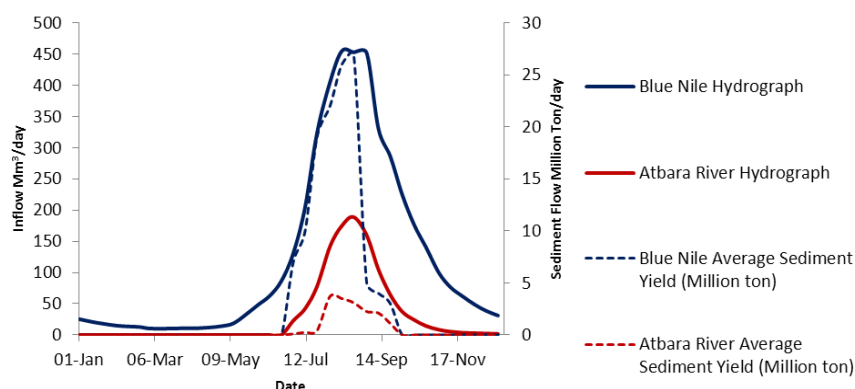 500
450
400
350
300
250
200
150
100
50
0
Inflow Mm³/day
30
25
20
15
10
5
0
Sediment Flow Million Ton/day
01-Jan 06-Mar 09-May 12-Jul 14-Sep 17-Nov
Date
Blue Nile Hydrograph
Atbara River Hydrograph
Blue Nile Average Sediment
Yield (Million ton)
Atbara River Average
Sediment Yield (Million ton)